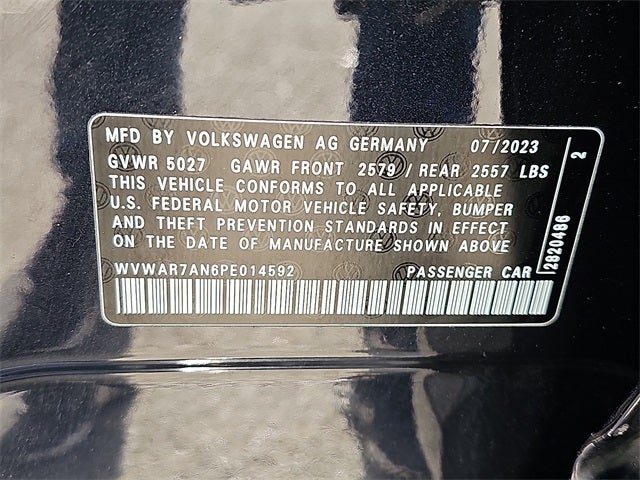 MFD BY VOLKSWAGEN AG GERMANY 07/2023
GVWR 5027 GAWR FRONT 2579 / REAR 2557 LBS
THIS VEHICLE CONFORMS TO ALL APPLICABLE
U.S. FEDERAL MOTOR VEHICLE SAFETY, BUMPER
AND THEFT PREVENTION STANDARDS IN EFFECT
ON THE DATE OF MANUFACTURE SHOWN ABOVE
WVWAR7AN6PE014592 PASSENGER CAR
2820486 2